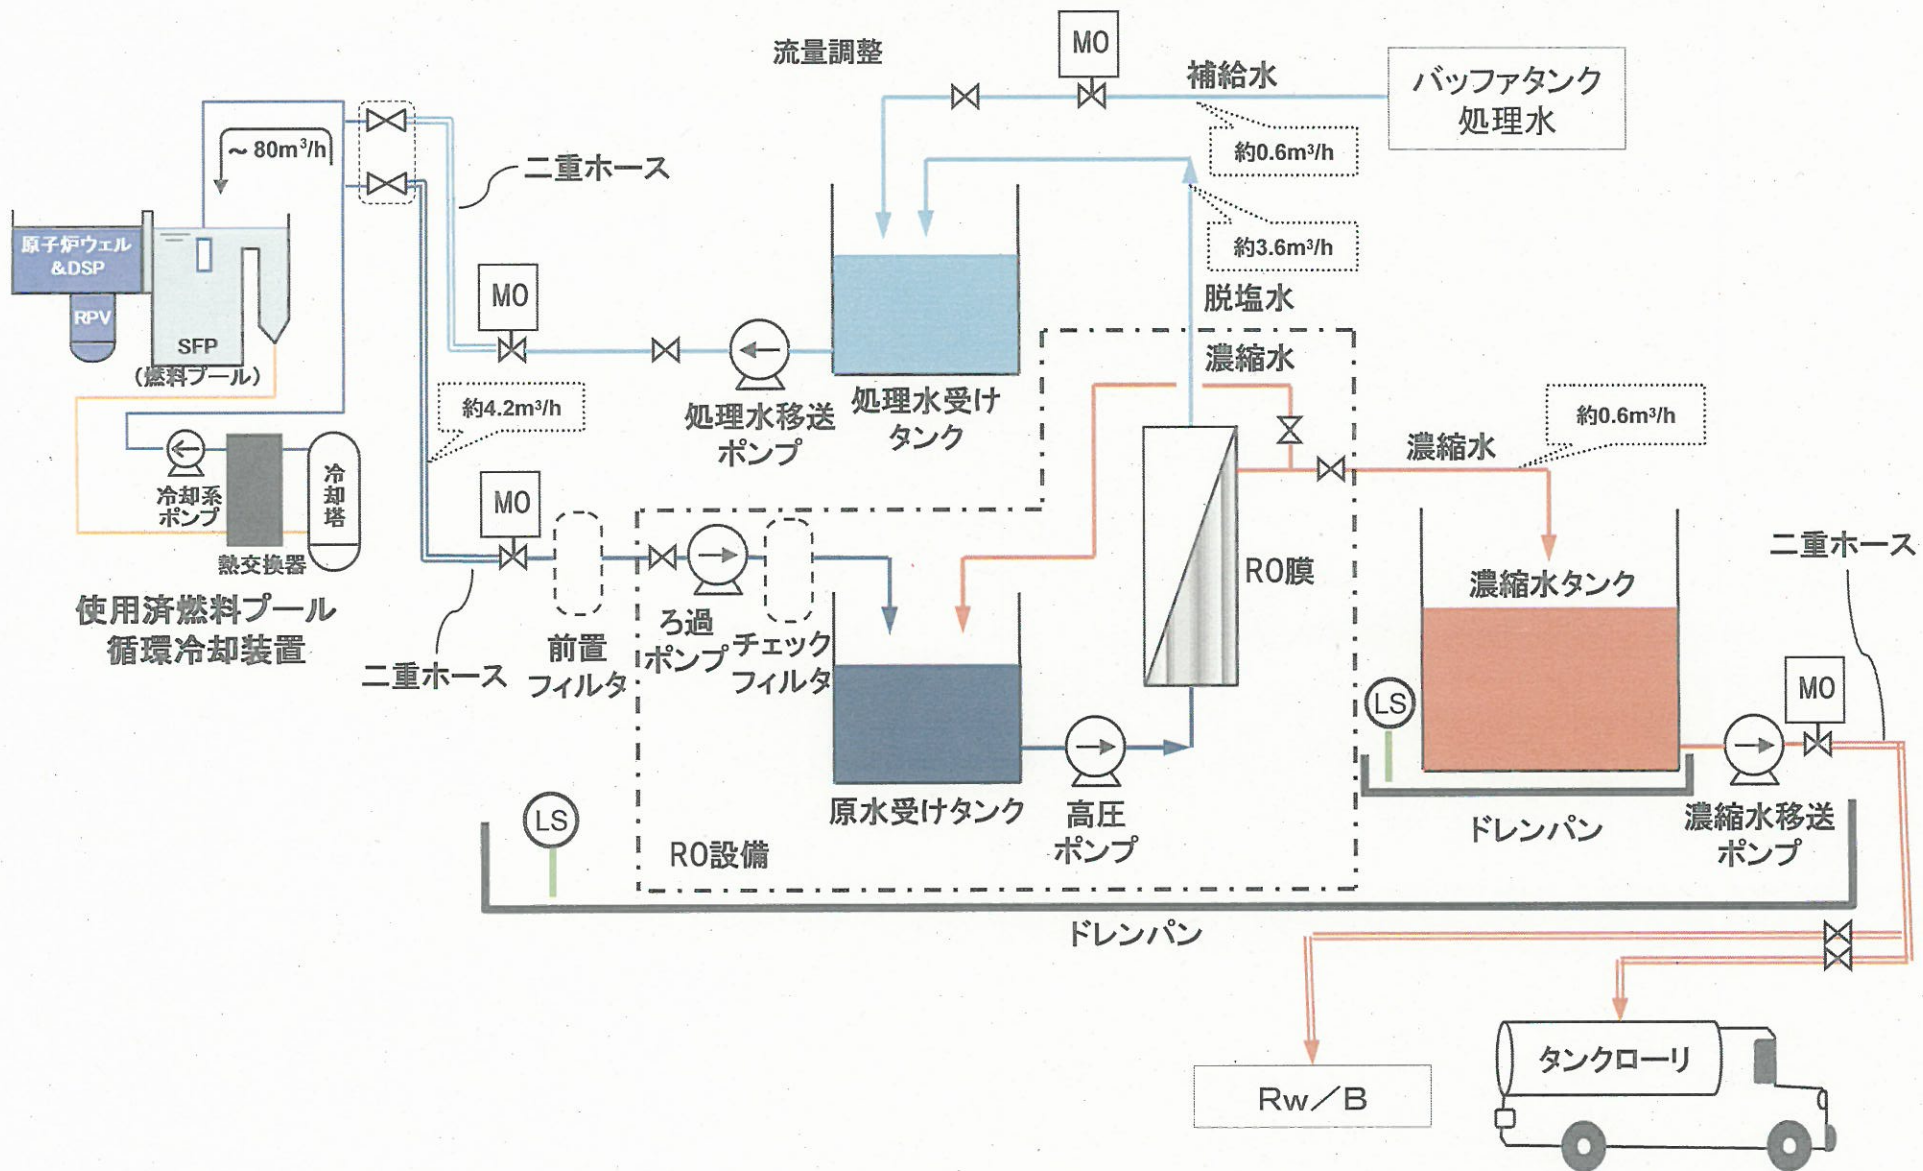 流量調整
MO
補給水
バッファタンク
処理水
約0.6m³/h
～80m³/h
二重ホース
約3.6m³/h
脱塩水
原子炉ウェル
&DSP
RPV
SFP
(燃料プール)
MO
処理水移送
ポンプ
処理水受け
タンク
濃縮水
約4.2m³/h
約0.6m³/h
濃縮水
冷却系
ポンプ
熱交換器
冷却塔
使用済燃料プール
循環冷却装置
MO
二重ホース
前置
フィルタ
ろ過
ポンプ
チェック
フィルタ
RO膜
濃縮水タンク
二重ホース
MO
LS
原水受けタンク
高圧
ポンプ
ドレンパン
濃縮水移送
ポンプ
LS
RO設備
ドレンパン
Rw／B
タンクローリ